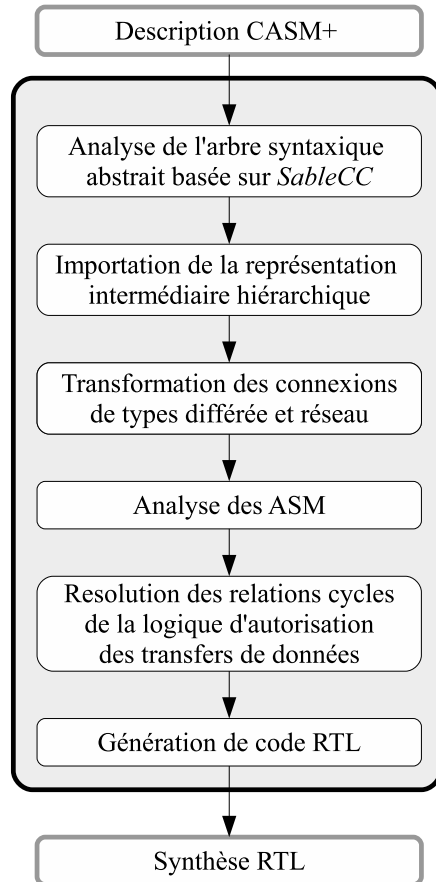 Description CASM+
Analyse de l'arbre syntaxique
abstrait basée sur SableCC
Importation de la représentation
intermédiaire hiérarchique
Transformation des connexions
de types différée et réseau
Analyse des ASM
Resolution des relations cycles
de la logique d'autorisation
des transferts de données
Génération de code RTL
Synthèse RTL